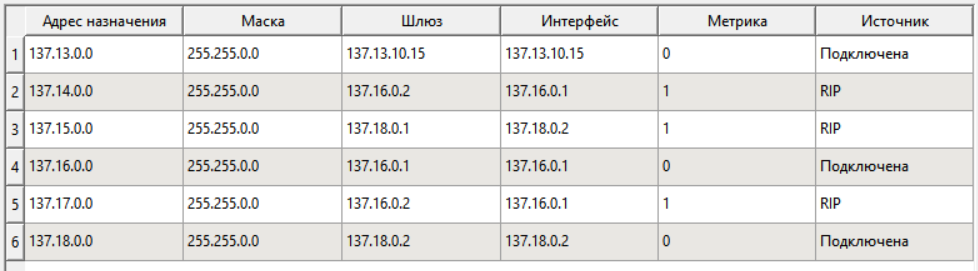 Адрес назначения Маска Шлюз Интерфейс Метрика Источник
1 137.13.0.0 255.255.0.0 137.13.10.15 137.13.10.15 0 Подключена
2 137.14.0.0 255.255.0.0 137.16.0.2 137.16.0.1 1 RIP
3 137.15.0.0 255.255.0.0 137.18.0.1 137.18.0.2 1 RIP
4 137.16.0.0 255.255.0.0 137.16.0.1 137.16.0.1 0 Подключена
5 137.17.0.0 255.255.0.0 137.16.0.2 137.16.0.1 1 RIP
6 137.18.0.0 255.255.0.0 137.18.0.2 137.18.0.2 0 Подключена